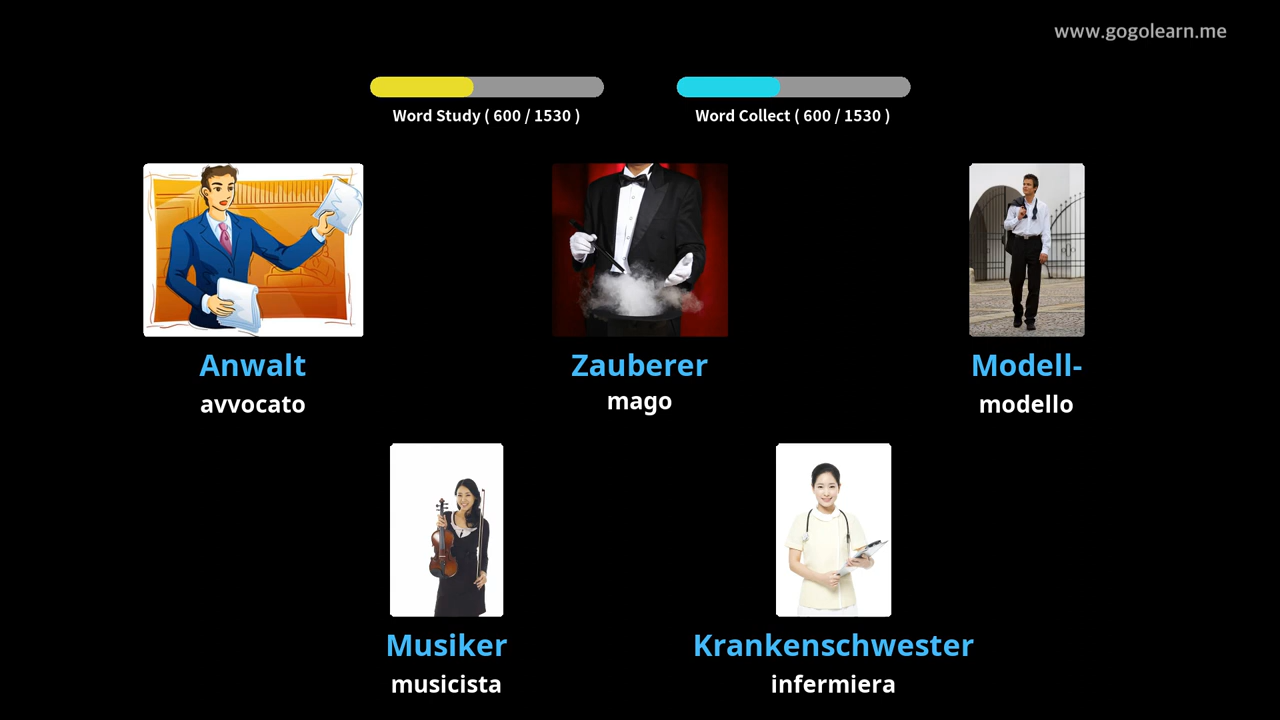 www.gogolearn.me
Word Study ( 600 / 1530 )
Word Collect ( 600 / 1530 )
Anwalt
avvocato
Zauberer
mago
Modell-
modello
Musiker
musicista
Krankenschwester
infermiera